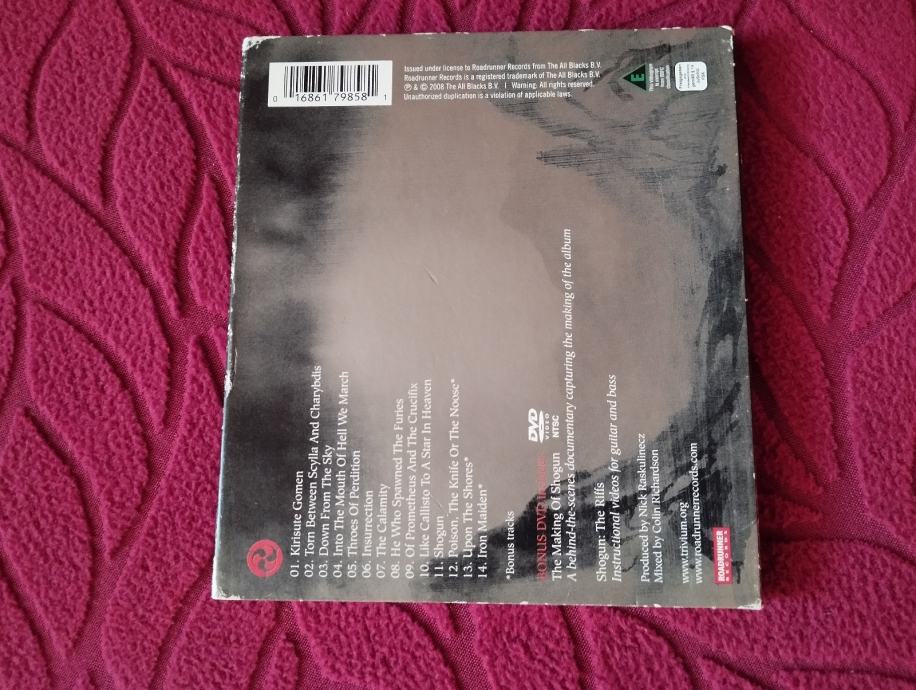 01. Kirisute Gomen
02. Torn Between Scylla And Charybdis
03. Down From The Sky
04. Into The Mouth Of Hell We March
05. Throes Of Perdition
06. Insurrection
07. The Calamity
08. He Who Spawned The Furies
09. Of Prometheus And The Crucifix
10. Like Callisto To A Star In Heaven
11. Shogun
12. Poison, The Knife Or The Noose*
13. Upon The Shores*
14. Iron Maiden*
*Bonus tracks
BONUS DVD
DVD
VIDEO
NTSC
The Making Of Shogun
A behind-the-scenes documentary capturing the making of the album
Shogun: The Riffs
Instructional videos for guitar and bass
Produced by Nick Raskulinecz
Mixed by Colin Richardson
www.trivium.org
www.roadrunnerrecords.com
ROADRUNNER
RECORDS
0 16861 79858 1
Issued under license to Roadrunner Records from The All Blacks B.V.
Roadrunner Records is a registered trademark of The All Blacks B.V.
℗ & © 2008 The All Blacks B.V. | Warning: All rights reserved.
Unauthorized duplication is a violation of applicable laws.
E